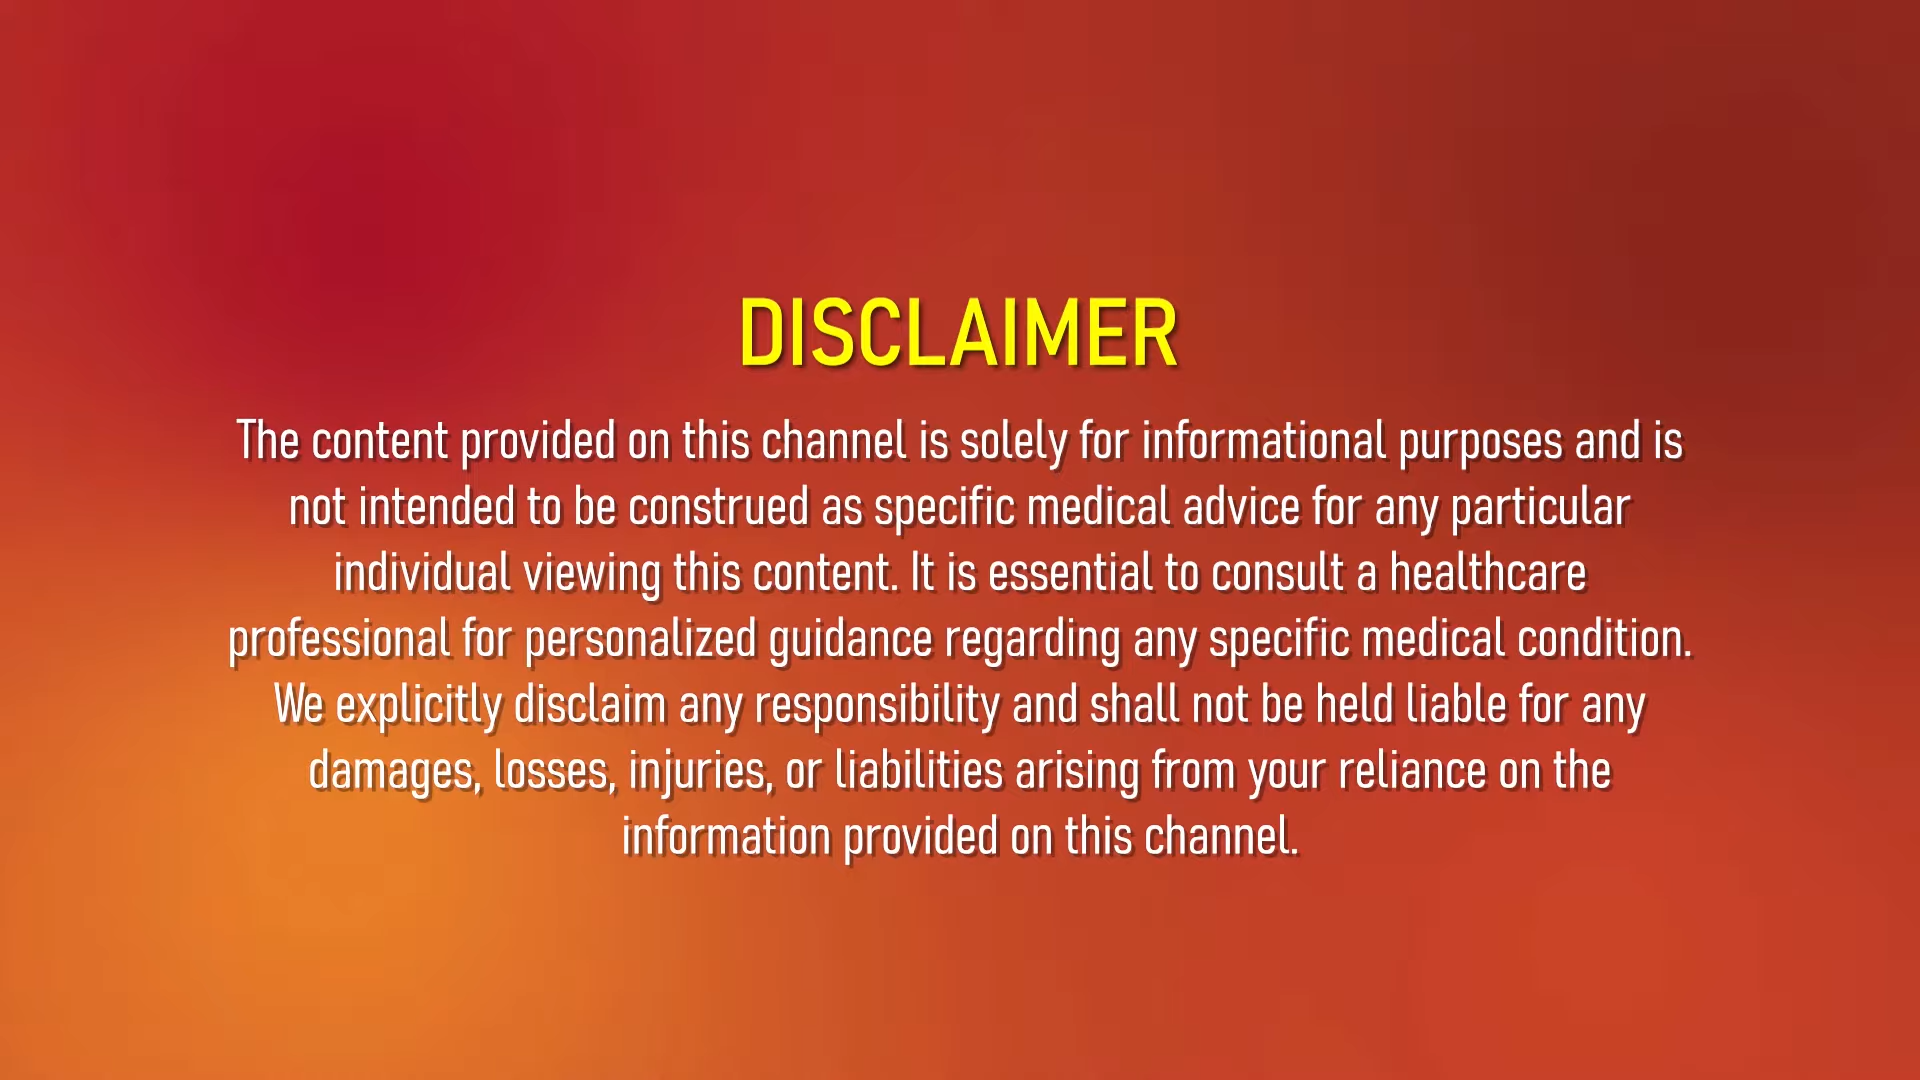 DISCLAIMER
The content provided on this channel is solely for informational purposes and is
not intended to be construed as specific medical advice for any particular
individual viewing this content. It is essential to consult a healthcare
professional for personalized guidance regarding any specific medical condition.
We explicitly disclaim any responsibility and shall not be held liable for any
damages, losses, injuries, or liabilities arising from your reliance on the
information provided on this channel.